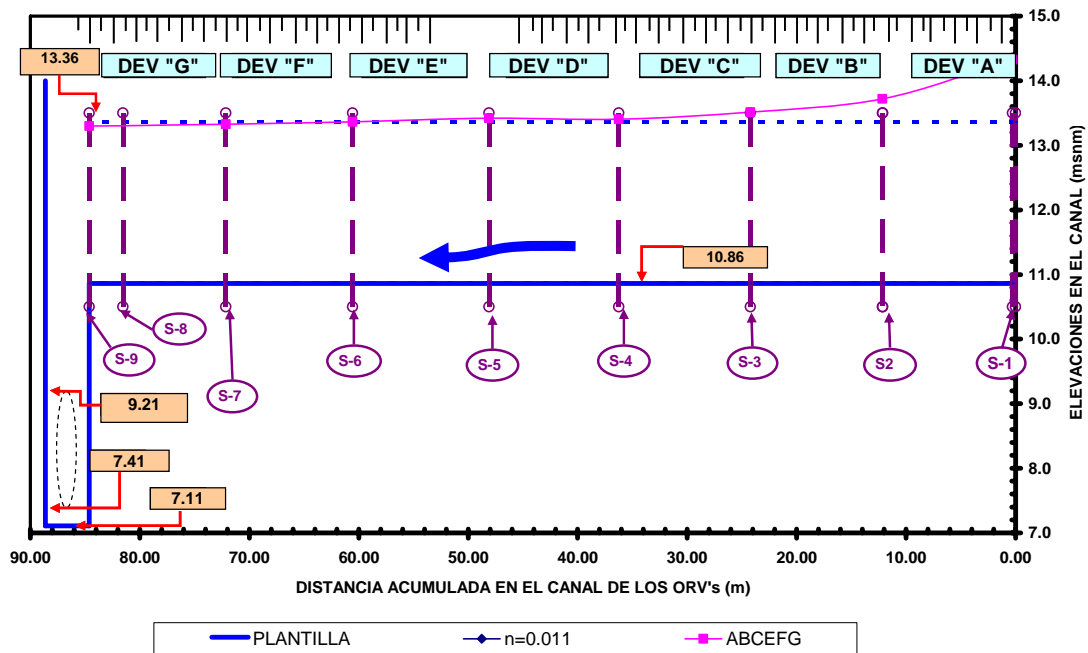 15.0
13.36
DEV "G" DEV "F" DEV "E" DEV "D" DEV "C" DEV "B" DEV "A"
14.0
13.0
12.0
10.86
11.0
10.0
S-9 S-8 S-7 S-6 S-5 S-4 S-3 S2 S-1
9.21
9.0
7.41
8.0
7.11
7.0
ELEVACIONES EN EL CANAL (msnm)
90.00 80.00 70.00 60.00 50.00 40.00 30.00 20.00 10.00 0.00
DISTANCIA ACUMULADA EN EL CANAL DE LOS ORV's (m)
PLANTILLA n=0.011 ABCEFG